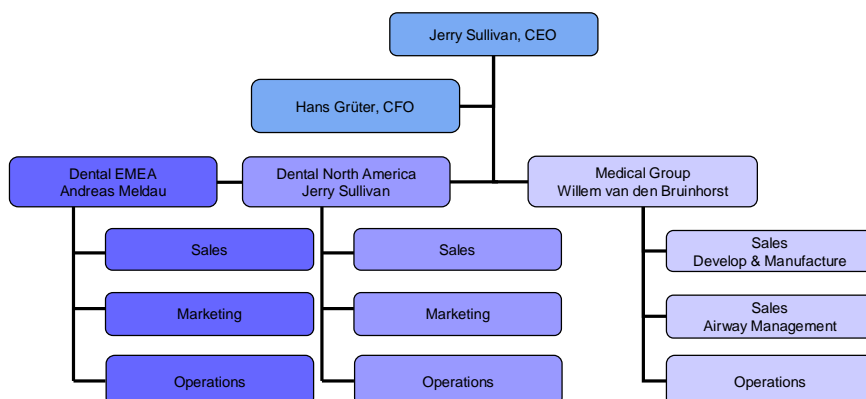 Jerry Sullivan, CEO
Hans Grüter, CFO
Dental EMEA
Andreas Meldau
Dental North America
Jerry Sullivan
Medical Group
Willem van den Bruinhorst
Sales
Sales
Sales
Develop & Manufacture
Marketing
Marketing
Sales
Airway Management
Operations
Operations
Operations